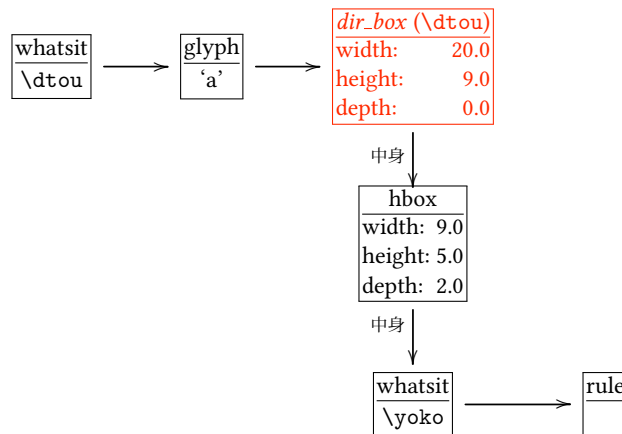 whatsit
\dtou
glyph
‘a’
dir_box (\dtou)
width: 20.0
height: 9.0
depth: 0.0
中身
hbox
width: 9.0
height: 5.0
depth: 2.0
中身
whatsit
\yoko
rule